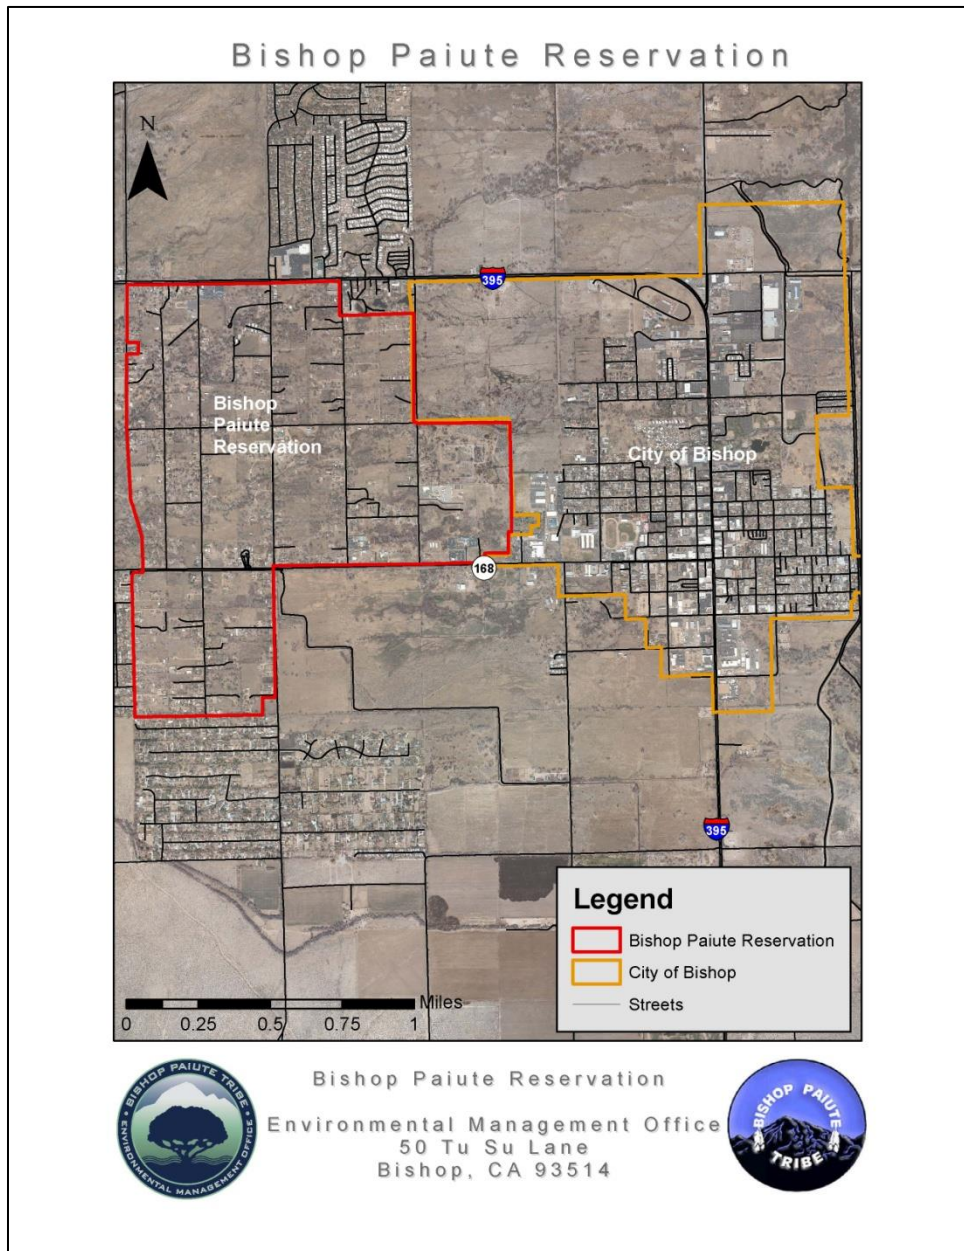 Bishop Paiute Reservation
N
395
Bishop
Paiute
Reservation
City of Bishop
168
395
Legend
Bishop Paiute Reservation
City of Bishop
Streets
Miles
0 0.25 0.5 0.75 1
BISHOP PAIUTE TRIBE
ENVIRONMENTAL MANAGEMENT OFFICE
Bishop Paiute Reservation
Environmental Management Office
50 Tu Su Lane
Bishop, CA 93514
BISHOP PAIUTE
TRIBE